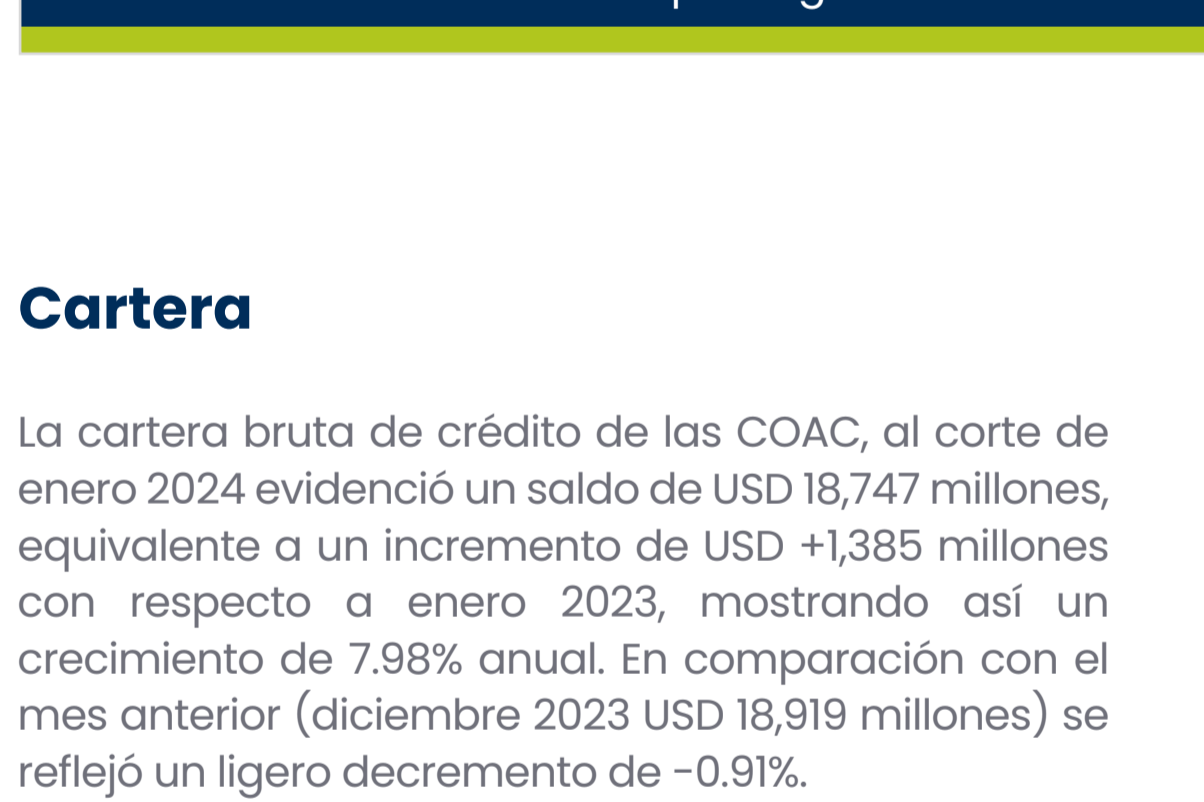 Cartera
La cartera bruta de crédito de las COAC, al corte de
enero 2024 evidenció un saldo de USD 18,747 millones,
equivalente a un incremento de USD +1,385 millones
con respecto a enero 2023, mostrando así un
crecimiento de 7.98% anual. En comparación con el
mes anterior (diciembre 2023 USD 18,919 millones) se
reflejó un ligero decremento de -0.91%.